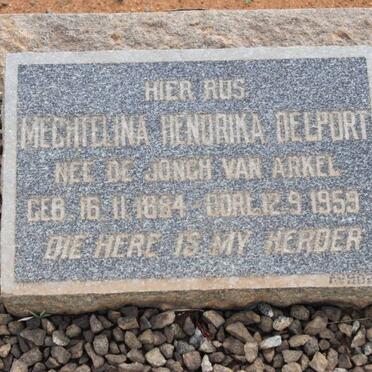 HIER RUS
MECHTELINA HENDRIKA DELPORT
NEE DE JONGH VAN ARKEL
GEB. 16.11.1884 - OORL. 12.9.1959
DIE HERE IS MY HERDER